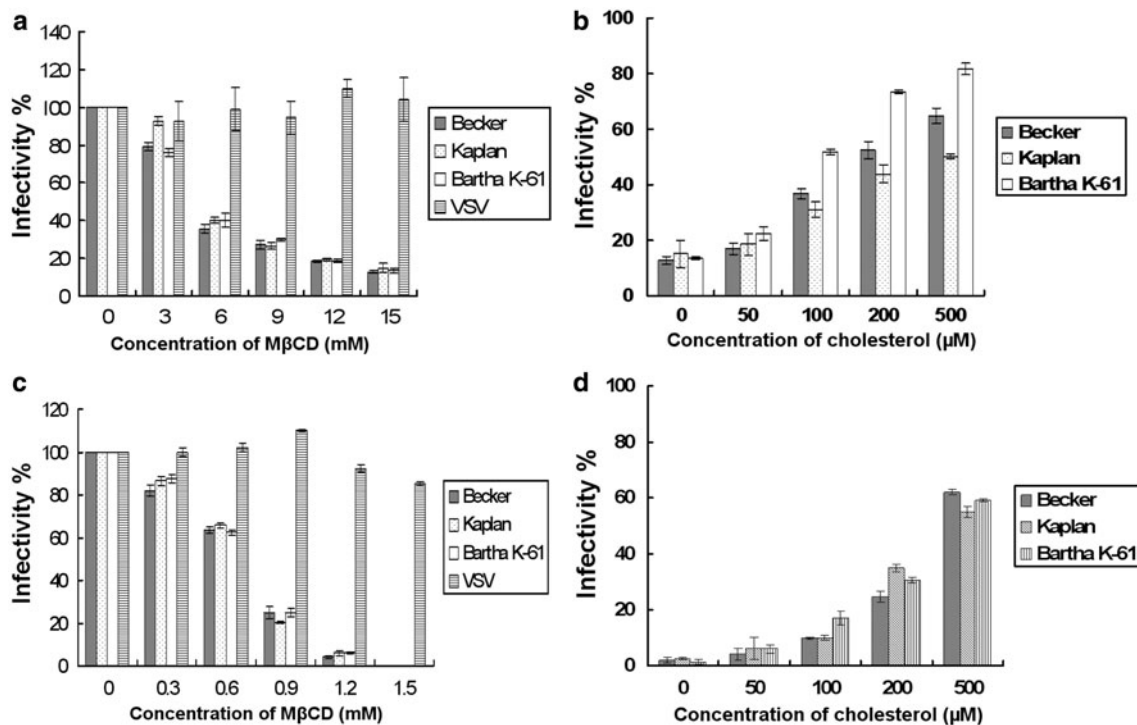 a
Infectivity %
120
100
80
60
40
20
0
0 3 6 9 12 15
Concentration of MβCD (mM)
Becker
Kaplan
Bartha K-61
VSV
b
Infectivity %
100
80
60
40
20
0
0 50 100 200 500
Concentration of cholesterol (µM)
Becker
Kaplan
Bartha K-61
c
Infectivity %
120
100
80
60
40
20
0
0 0.3 0.6 0.9 1.2 1.5
Concentration of MβCD (mM)
Becker
Kaplan
Bartha K-61
VSV
d
Infectivity %
100
80
60
40
20
0
0 50 100 200 500
Concentration of cholesterol (µM)
Becker
Kaplan
Bartha K-61